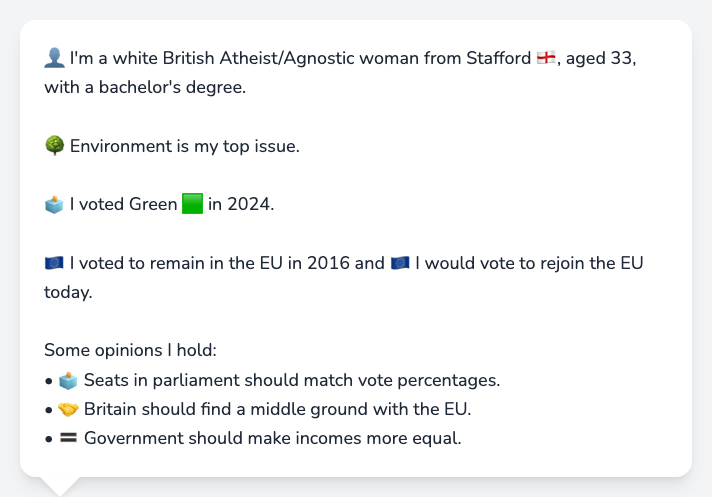 👤 I'm a white British Atheist/Agnostic woman from Stafford 🏴󠁧󠁢󠁥󠁮󠁧󠁿, aged 33,
with a bachelor's degree.
🌳 Environment is my top issue.
🗳️ I voted Green 🟩 in 2024.
🇪🇺 I voted to remain in the EU in 2016 and 🇪🇺 I would vote to rejoin the EU
today.
Some opinions I hold:
• 🗳️ Seats in parliament should match vote percentages.
• 🤝 Britain should find a middle ground with the EU.
• 🟰 Government should make incomes more equal.